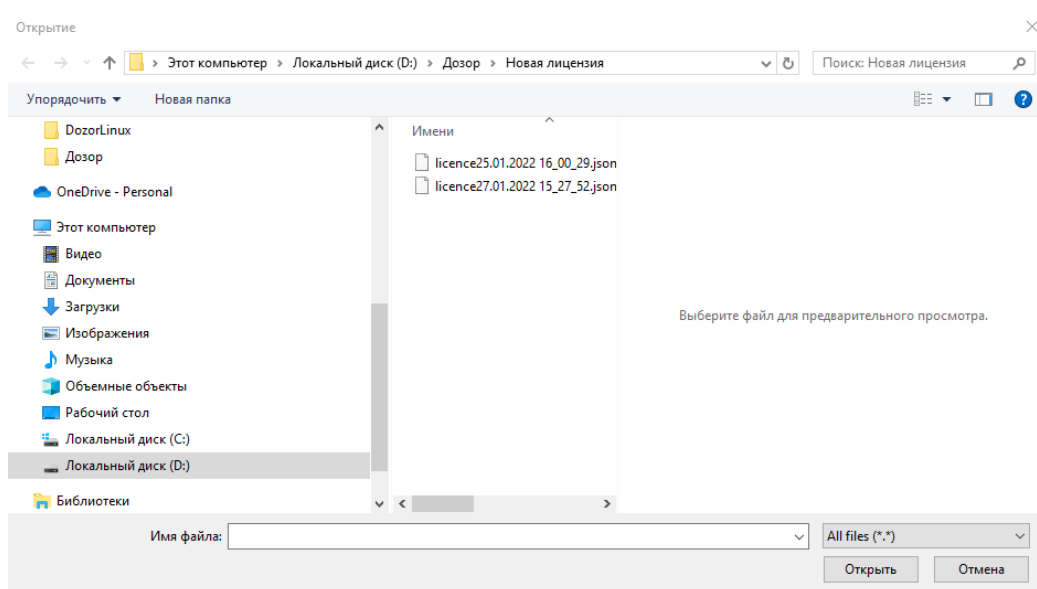 Открытие
Этот компьютер › Локальный диск (D:) › Дозор › Новая лицензия
Поиск: Новая лицензия
Упорядочить
Новая папка
DozorLinux
Дозор
OneDrive - Personal
Этот компьютер
Видео
Документы
Загрузки
Изображения
Музыка
Объемные объекты
Рабочий стол
Локальный диск (C:)
Локальный диск (D:)
Библиотеки
Имени
licence25.01.2022 16_00_29.json
licence27.01.2022 15_27_52.json
Выберите файл для предварительного просмотра.
Имя файла:
All files (*.*)
Открыть
Отмена